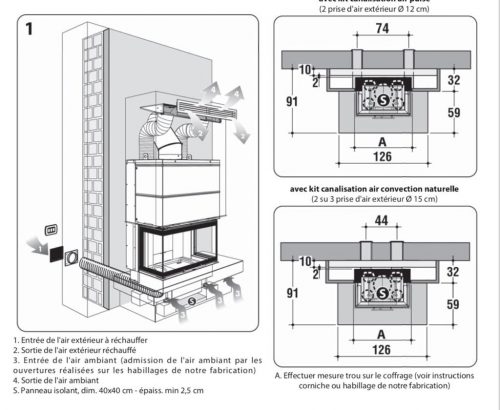 1
4
2
1
3
3
3
S
1. Entrée de l'air extérieur à réchauffer
2. Sortie de l'air extérieur réchauffé
3. Entrée de l'air ambiant (admission de l'air ambiant par les
ouvertures réalisées sur les habillages de notre fabrication)
4. Sortie de l'air ambiant
S. Panneau isolant, dim. 40x40 cm - épaiss. min 2,5 cm
avec kit canalisation air pulsé
(2 prise d'air extérieur Ø 12 cm)
74
10
2
32
91
59
S
A
126
avec kit canalisation air convection naturelle
(2 su 3 prise d'air extérieur Ø 15 cm)
44
10
2
32
91
59
S
A
126
A. Effectuer mesure trou sur le coffrage (voir instructions
corniche ou habillage de notre fabrication)